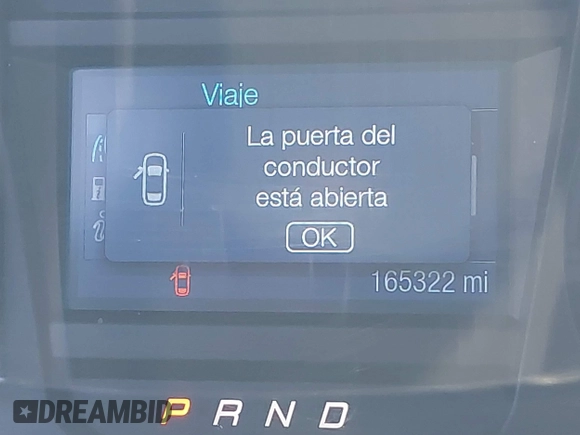 Viaje
La puerta del
conductor
está abierta
OK
165322 mi
P R N D
DREAMBID